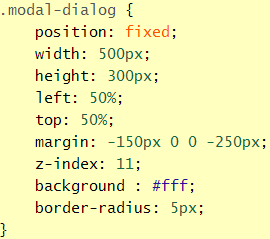 .modal-dialog {
    position: fixed;
    width: 500px;
    height: 300px;
    left: 50%;
    top: 50%;
    margin: -150px 0 0 -250px;
    z-index: 11;
    background : #fff;
    border-radius: 5px;
}